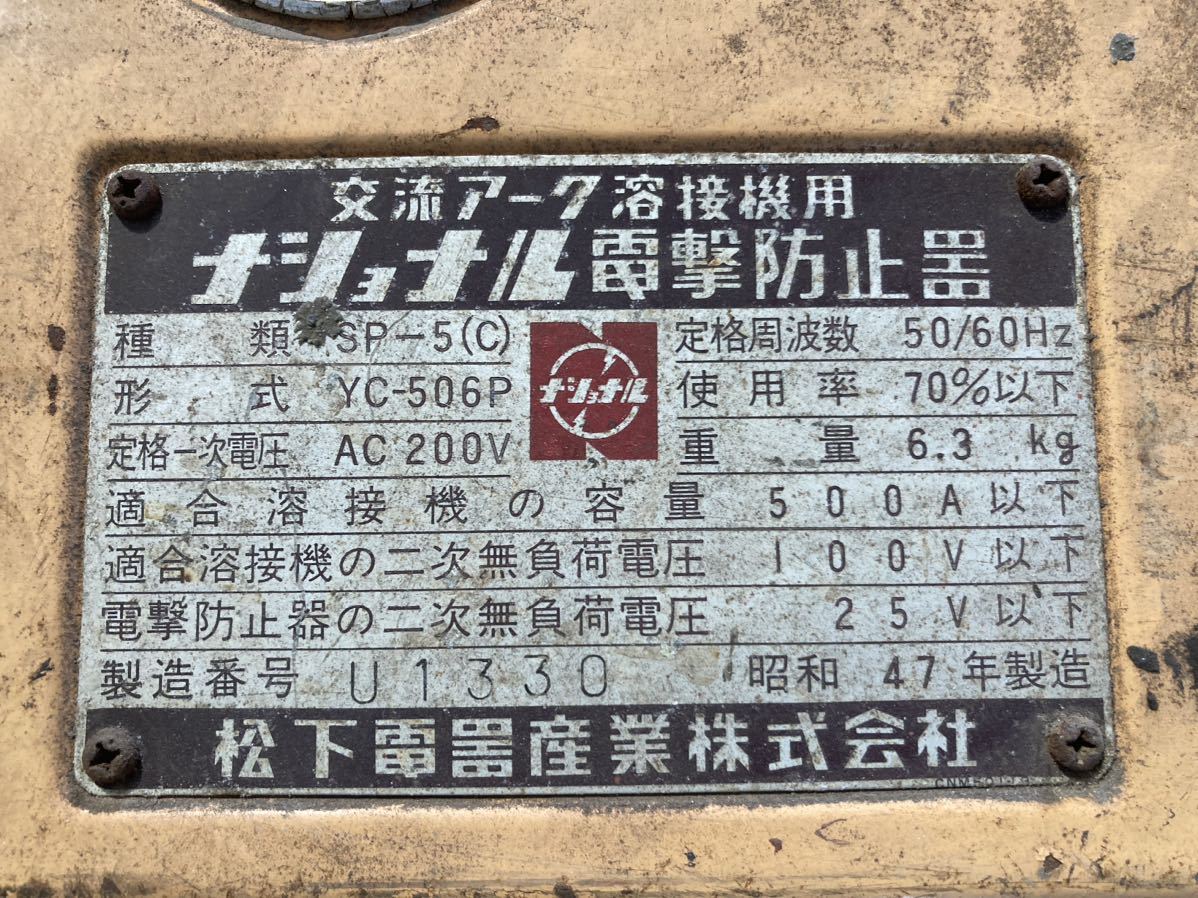 交流アーク溶接機用
ナショナル電撃防止器
種類 SP-5(C)
形式 YC-506P
定格一次電圧 AC 200V
ナショナル
定格周波数 50/60Hz
使用率 70%以下
重量 6.3 kg
適合溶接機の容量 500A以下
適合溶接機の二次無負荷電圧 100V以下
電撃防止器の二次無負荷電圧 25V以下
製造番号 U1330 昭和47年製造
松下電器産業株式会社